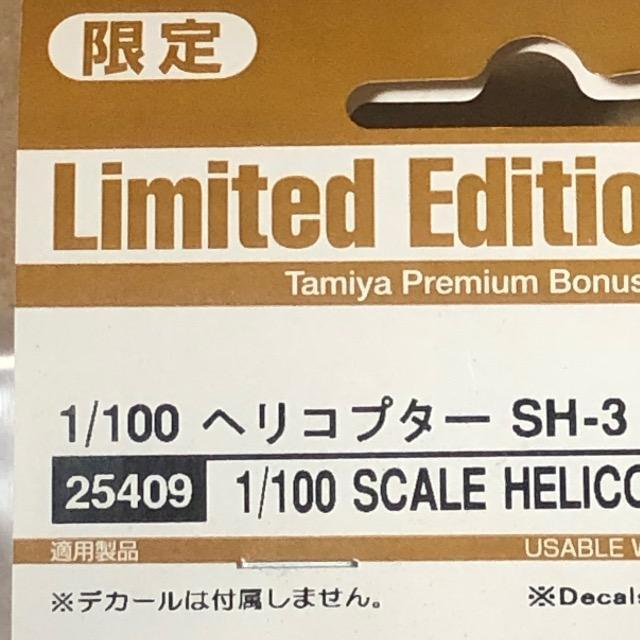 限定
Limited Editio
Tamiya Premium Bonus
1/100 ヘリコプター SH-3
25409 1/100 SCALE HELICO
適用製品 USABLE
※デカールは付属しません。 ※Decals